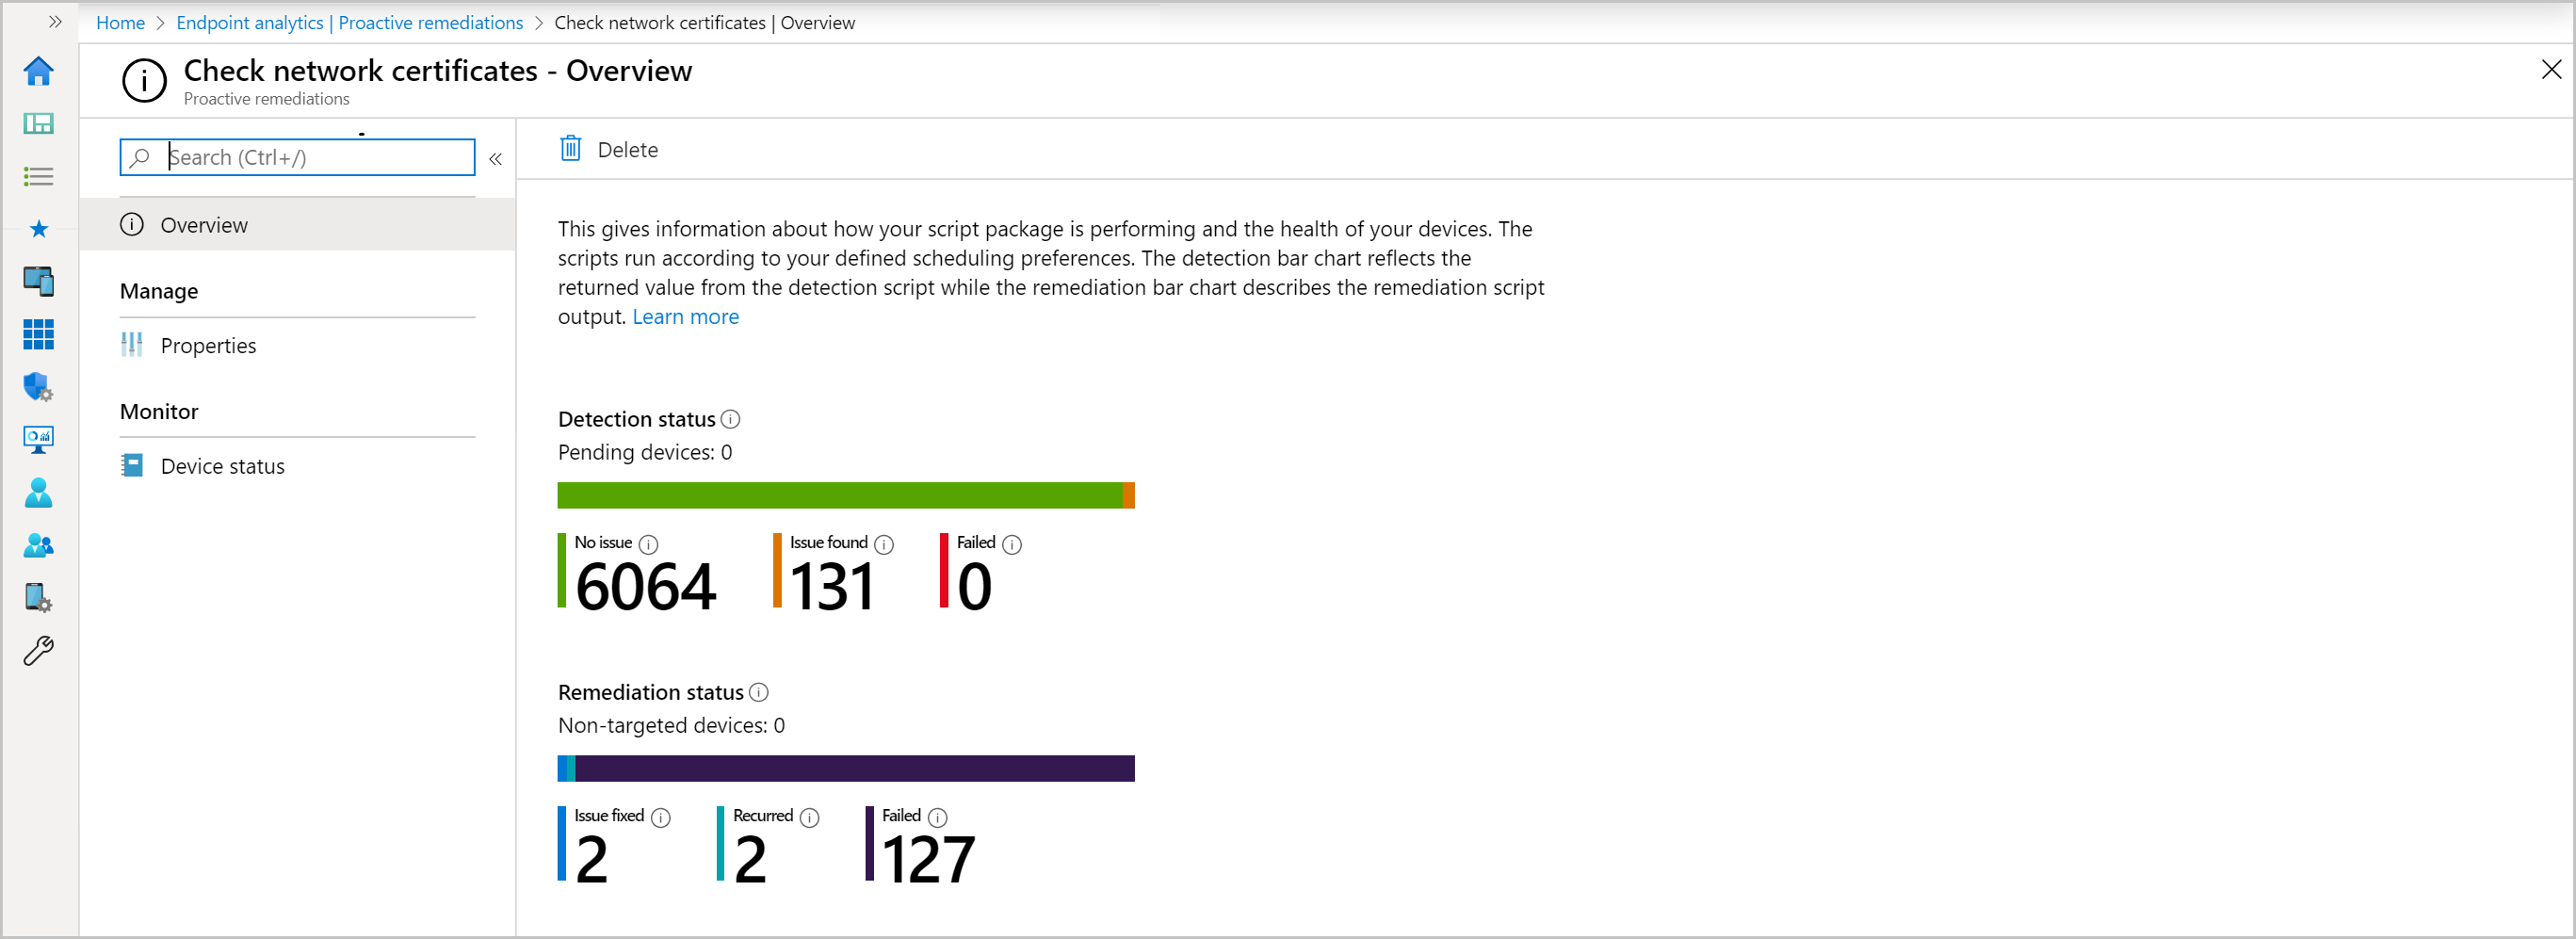 Home > Endpoint analytics | Proactive remediations > Check network certificates | Overview
Check network certificates - Overview
Proactive remediations
Search (Ctrl+/)
Overview
Manage
Properties
Monitor
Device status
Delete
This gives information about how your script package is performing and the health of your devices. The
scripts run according to your defined scheduling preferences. The detection bar chart reflects the
returned value from the detection script while the remediation bar chart describes the remediation script
output. Learn more
Detection status
Pending devices: 0
No issue Issue found Failed
6064 131 0
Remediation status
Non-targeted devices: 0
Issue fixed Recurred Failed
2 2 127